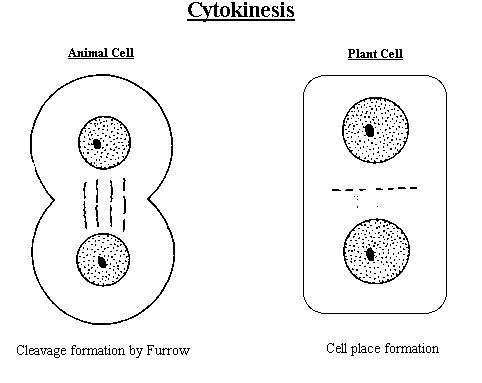 Cytokinesis
Animal Cell
Plant Cell
Cleavage formation by Furrow
Cell place formation